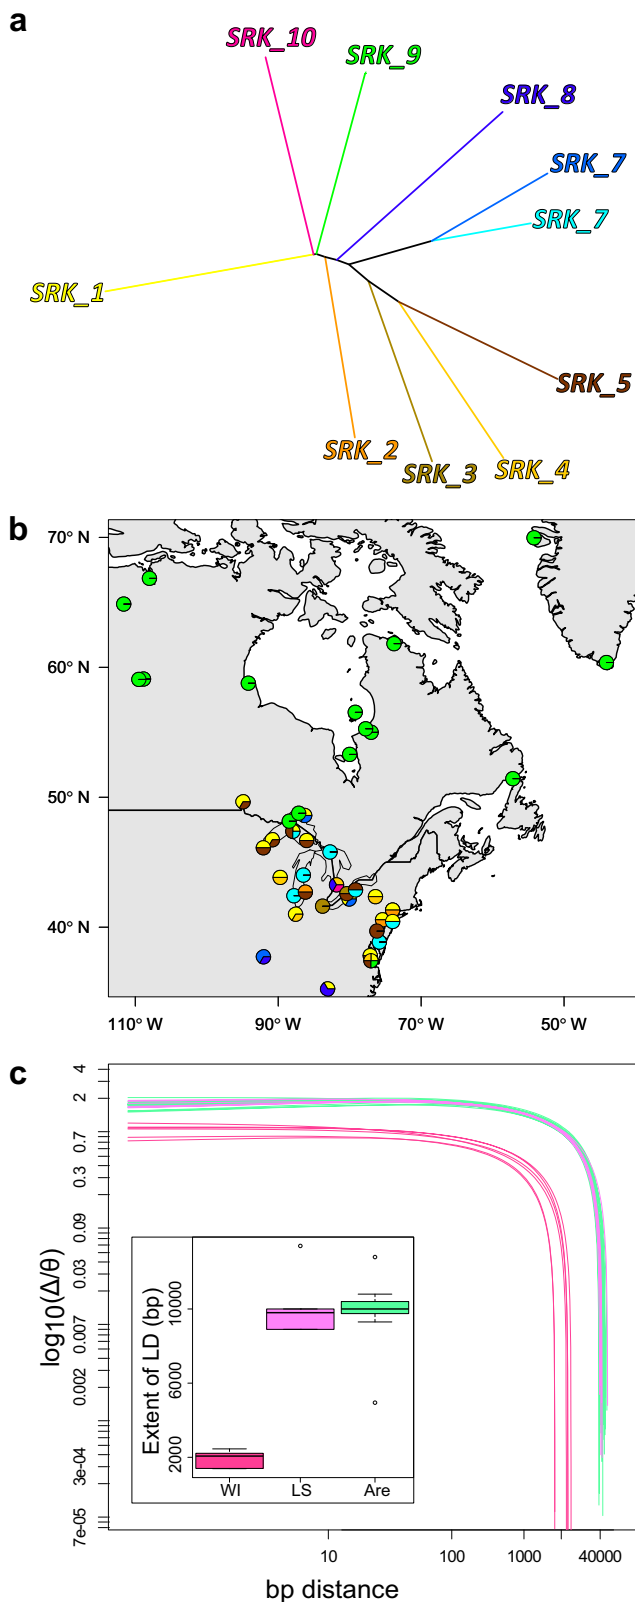 a
SRK_10
SRK_9
SRK_8
SRK_7
SRK_7
SRK_1
SRK_5
SRK_2
SRK_3
SRK_4
b
70° N
60° N
50° N
40° N
110° W 90° W 70° W 50° W
c
4
2
0.7
0.3
0.09
0.03
0.007
0.002
3e-04
7e-05
log10(Δ/θ)
Extent of LD (bp)
10000
6000
2000
WI LS Are
10 100 1000 40000
bp distance